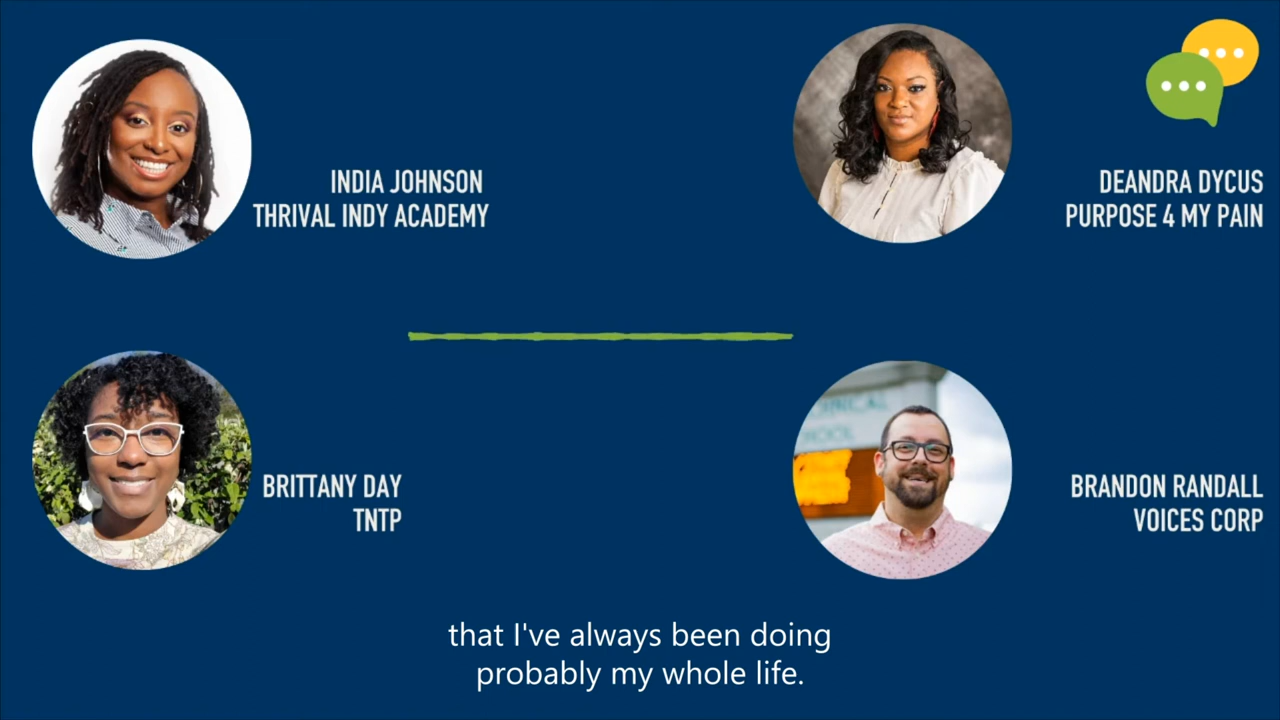 INDIA JOHNSON
THRIVAL INDY ACADEMY
DEANDRA DYCUS
PURPOSE 4 MY PAIN
BRITTANY DAY
TNTP
BRANDON RANDALL
VOICES CORP
that I've always been doing
probably my whole life.